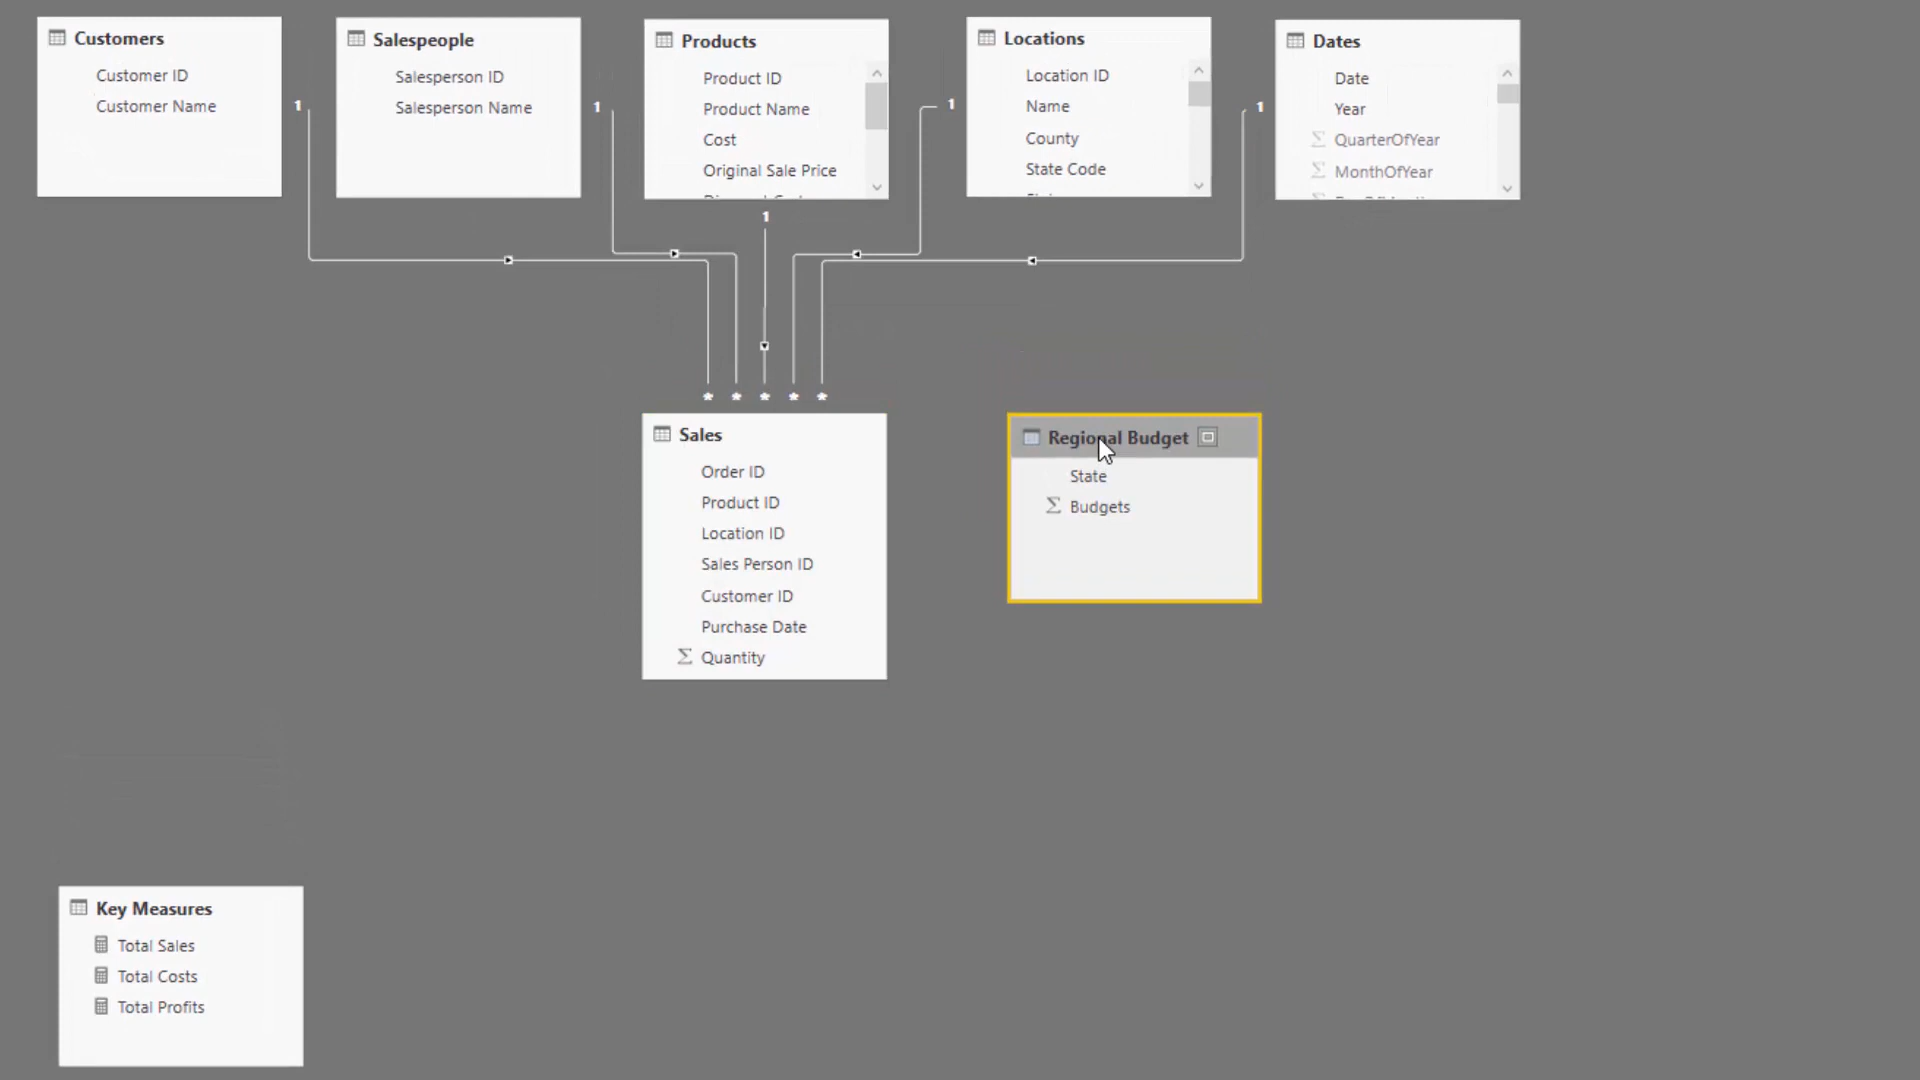 Customers
Customer ID
Customer Name
1
Salespeople
Salesperson ID
Salesperson Name
1
Products
Product ID
Product Name
Cost
Original Sale Price
1
Locations
Location ID
Name
County
State Code
1
Dates
Date
Year
Σ QuarterOfYear
Σ MonthOfYear
1
* * * * *
Sales
Order ID
Product ID
Location ID
Sales Person ID
Customer ID
Purchase Date
Σ Quantity
Regional Budget
State
Σ Budgets
Key Measures
Total Sales
Total Costs
Total Profits